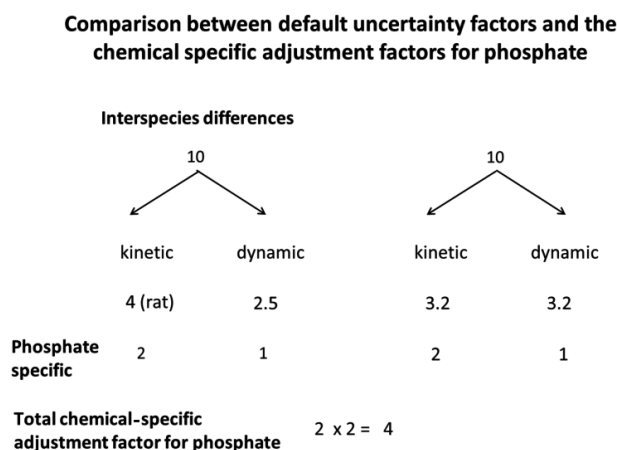 Comparison between default uncertainty factors and the
chemical specific adjustment factors for phosphate
Interspecies differences
10 10
kinetic dynamic kinetic dynamic
4 (rat) 2.5 3.2 3.2
Phosphate
specific
2 1 2 1
Total chemical-specific
adjustment factor for phosphate
2 x 2 = 4